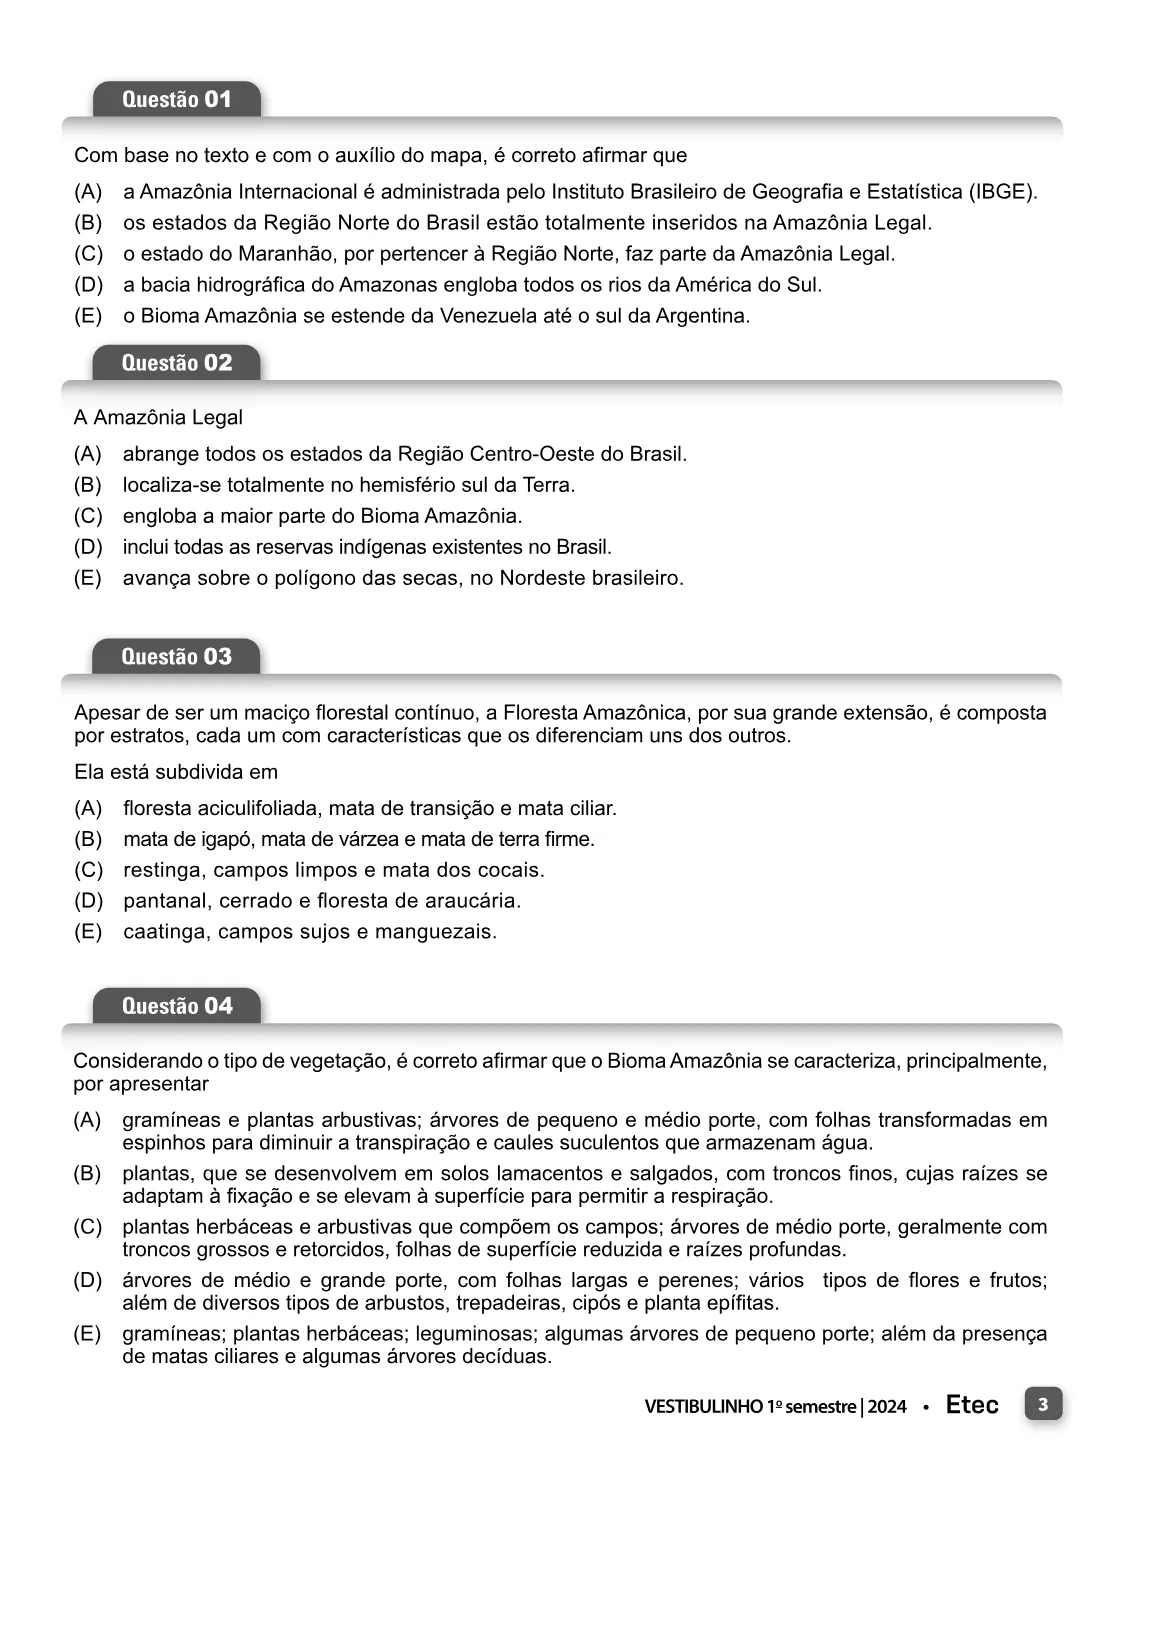 Questão 01
Com base no texto e com o auxílio do mapa, é correto afirmar que
(A) a Amazônia Internacional é administrada pelo Instituto Brasileiro de Geografia e Estatística (IBGE).
(B) os estados da Região Norte do Brasil estão totalmente inseridos na Amazônia Legal.
(C) o estado do Maranhão, por pertencer à Região Norte, faz parte da Amazônia Legal.
(D) a bacia hidrográfica do Amazonas engloba todos os rios da América do Sul.
(E) o Bioma Amazônia se estende da Venezuela até o sul da Argentina.
Questão 02
A Amazônia Legal
(A) abrange todos os estados da Região Centro-Oeste do Brasil.
(B) localiza-se totalmente no hemisfério sul da Terra.
(C) engloba a maior parte do Bioma Amazônia.
(D) inclui todas as reservas indígenas existentes no Brasil.
(E) avança sobre o polígono das secas, no Nordeste brasileiro.
Questão 03
Apesar de ser um maciço florestal contínuo, a Floresta Amazônica, por sua grande extensão, é composta
por estratos, cada um com características que os diferenciam uns dos outros.
Ela está subdivida em
(A) floresta aciculifoliada, mata de transição e mata ciliar.
(B) mata de igapó, mata de várzea e mata de terra firme.
(C) restinga, campos limpos e mata dos cocais.
(D) pantanal, cerrado e floresta de araucária.
(E) caatinga, campos sujos e manguezais.
Questão 04
Considerando o tipo de vegetação, é correto afirmar que o Bioma Amazônia se caracteriza, principalmente,
por apresentar
(A) gramíneas e plantas arbustivas; árvores de pequeno e médio porte, com folhas transformadas em
espinhos para diminuir a transpiração e caules suculentos que armazenam água.
(B) plantas, que se desenvolvem em solos lamacentos e salgados, com troncos finos, cujas raízes se
adaptam à fixação e se elevam à superfície para permitir a respiração.
(C) plantas herbáceas e arbustivas que compõem os campos; árvores de médio porte, geralmente com
troncos grossos e retorcidos, folhas de superfície reduzida e raízes profundas.
(D) árvores de médio e grande porte, com folhas largas e perenes; vários tipos de flores e frutos;
além de diversos tipos de arbustos, trepadeiras, cipós e planta epífitas.
(E) gramíneas; plantas herbáceas; leguminosas; algumas árvores de pequeno porte; além da presença
de matas ciliares e algumas árvores decíduas.
VESTIBULINHO 1º semestre | 2024 • Etec 3